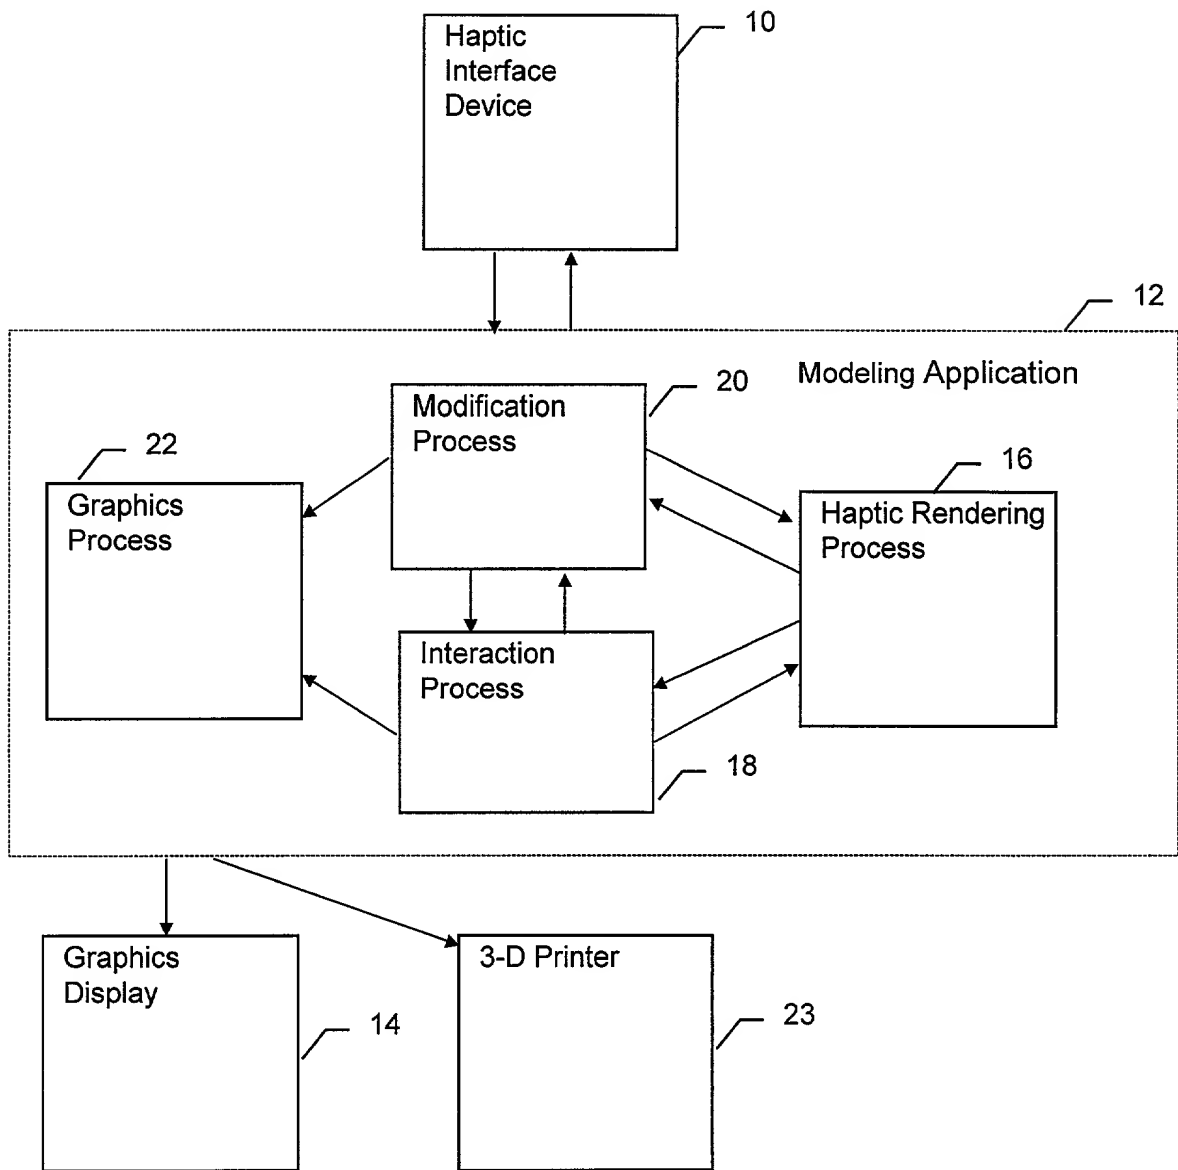 Haptic
Interface
Device
10
12
Modeling Application
20
Modification
Process
22
Graphics
Process
16
Haptic Rendering
Process
Interaction
Process
18
Graphics
Display
14
3-D Printer
23